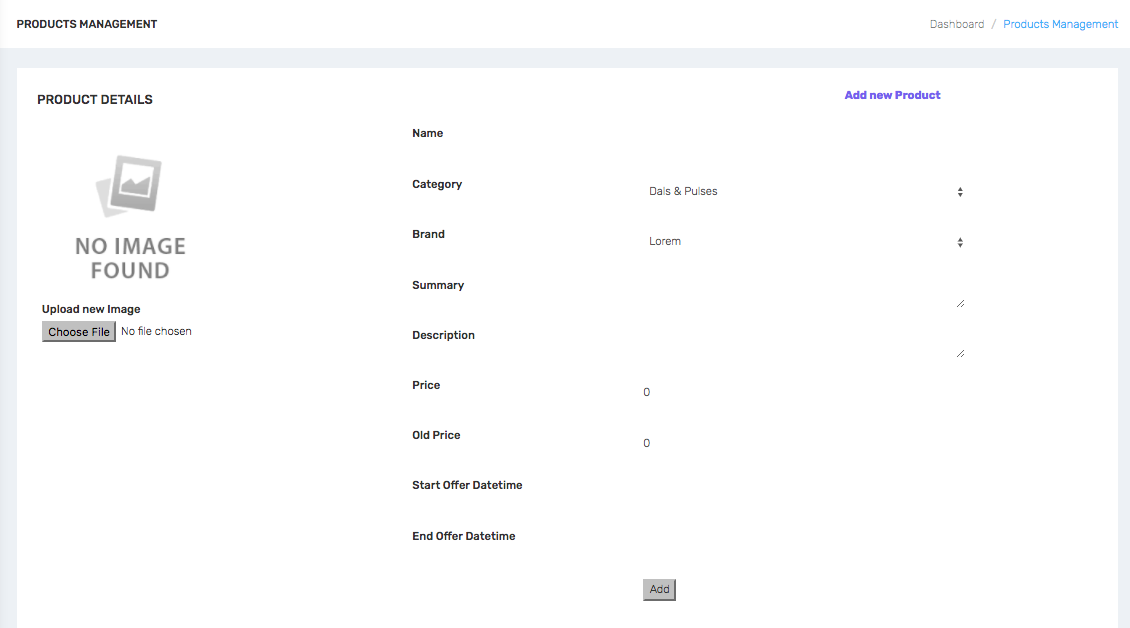 PRODUCTS MANAGEMENT
Dashboard / Products Management
PRODUCT DETAILS
Add new Product
NO IMAGE
FOUND
Upload new Image
Choose File No file chosen
Name
Category Dals & Pulses
Brand Lorem
Summary
Description
Price 0
Old Price 0
Start Offer Datetime
End Offer Datetime
Add